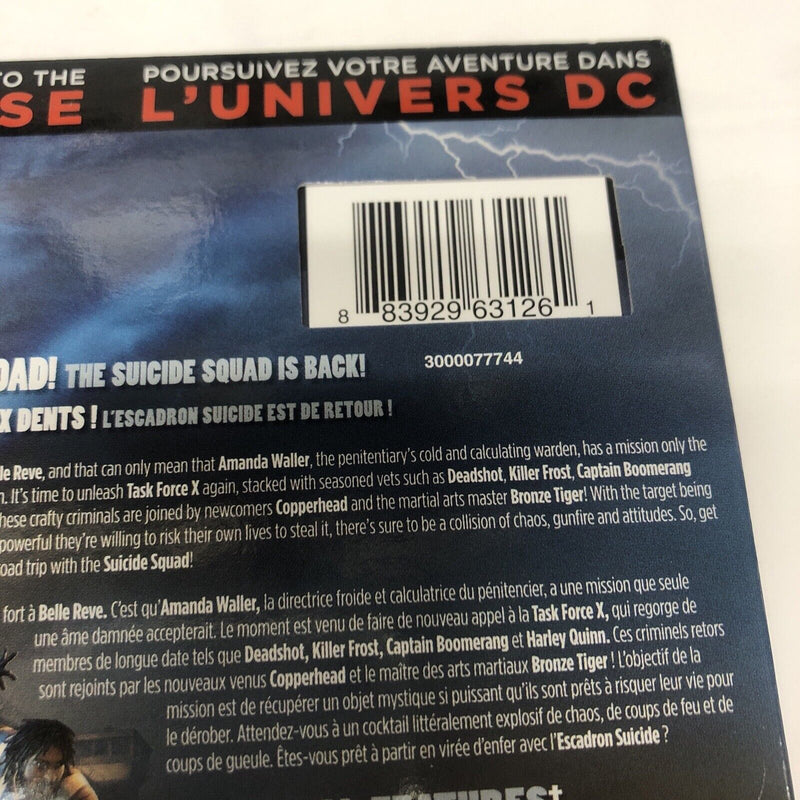 TO THE POURSUIVEZ VOTRE AVENTURE DANS
SE L'UNIVERS DC
8 83929 63126 1
3000077744
OAD! THE SUICIDE SQUAD IS BACK!
X DENTS ! L'ESCADRON SUICIDE EST DE RETOUR !
lle Reve, and that can only mean that Amanda Waller, the penitentiary's cold and calculating warden, has a mission only the
n. It's time to unleash Task Force X again, stacked with seasoned vets such as Deadshot, Killer Frost, Captain Boomerang
hese crafty criminals are joined by newcomers Copperhead and the martial arts master Bronze Tiger! With the target being
powerful they're willing to risk their own lives to steal it, there's sure to be a collision of chaos, gunfire and attitudes. So, get
oad trip with the Suicide Squad!
fort à Belle Reve. C'est qu'Amanda Waller, la directrice froide et calculatrice du pénitencier, a une mission que seule
une âme damnée accepterait. Le moment est venu de faire de nouveau appel à la Task Force X, qui regorge de
membres de longue date tels que Deadshot, Killer Frost, Captain Boomerang et Harley Quinn. Ces criminels retors
sont rejoints par les nouveaux venus Copperhead et le maître des arts martiaux Bronze Tiger ! L'objectif de la
mission est de récupérer un objet mystique si puissant qu'ils sont prêts à risquer leur vie pour
le dérober. Attendez-vous à un cocktail littéralement explosif de chaos, de coups de feu et de
coups de gueule. Êtes-vous prêt à partir en virée d'enfer avec l'Escadron Suicide ?